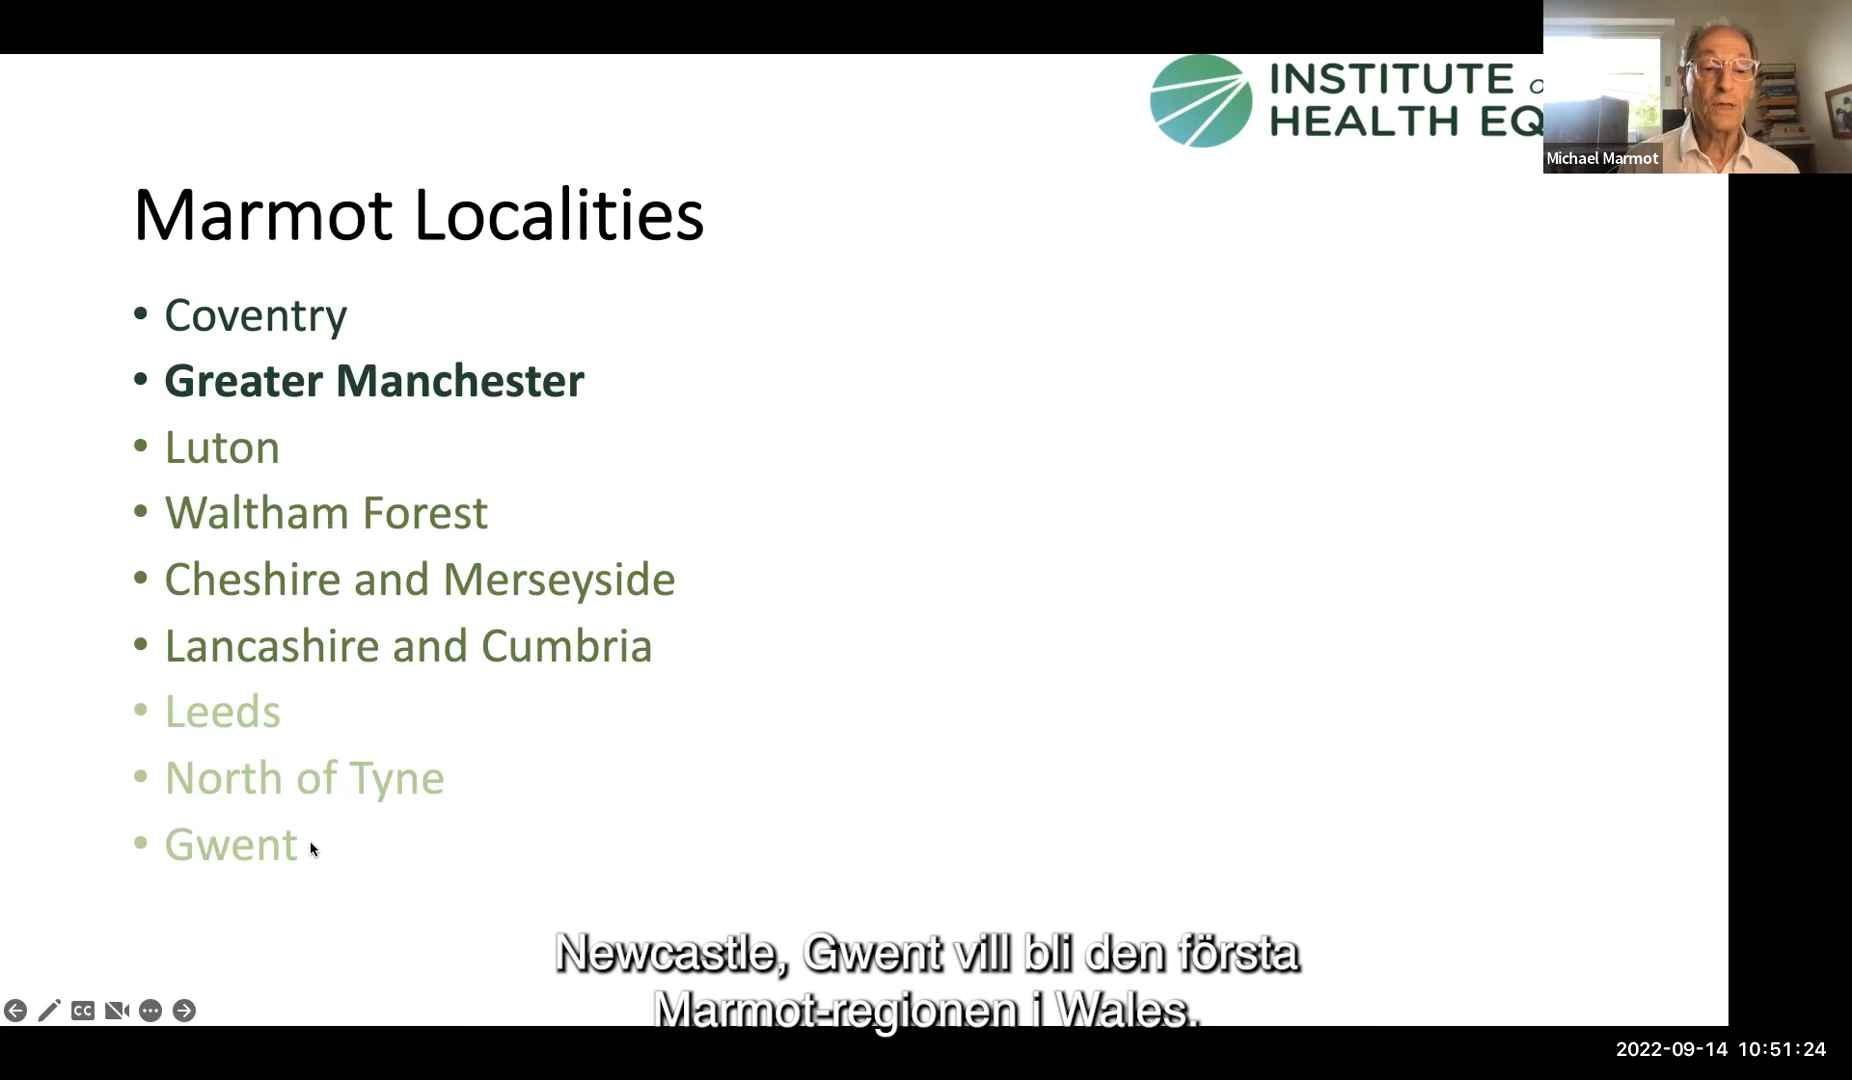 INSTITUTE o
HEALTH EQ
Michael Marmot
Marmot Localities
• Coventry
• Greater Manchester
• Luton
• Waltham Forest
• Cheshire and Merseyside
• Lancashire and Cumbria
• Leeds
• North of Tyne
• Gwent
Newcastle, Gwent vill bli den första
Marmot-regionen i Wales.
CC
2022-09-14 10:51:24